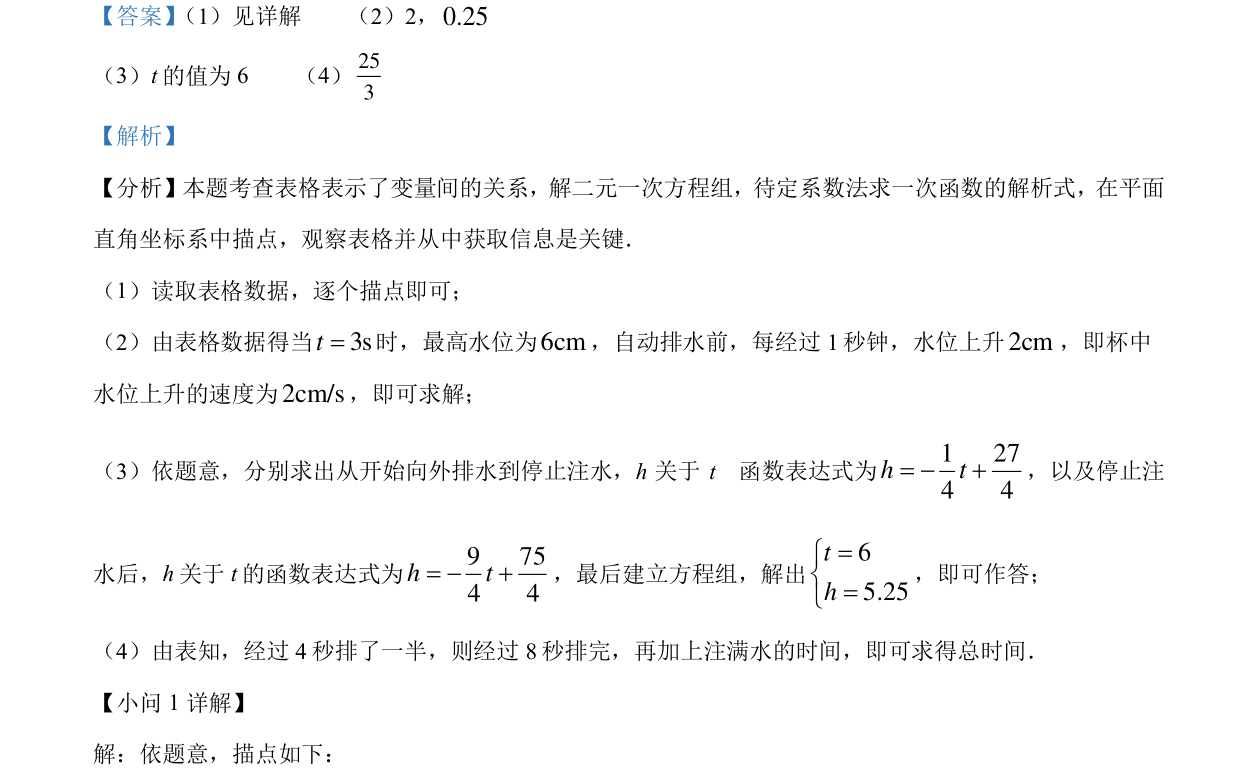 【答案】（1）见详解 （2）2，0.25
（3）t 的值为 6 （4）25/3
【解析】
【分析】本题考查表格表示了变量间的关系，解二元一次方程组，待定系数法求一次函数的解析式，在平面
直角坐标系中描点，观察表格并从中获取信息是关键．
（1）读取表格数据，逐个描点即可；
（2）由表格数据得当 t = 3s 时，最高水位为 6cm，自动排水前，每经过 1 秒钟，水位上升 2cm，即杯中
水位上升的速度为 2cm/s，即可求解；
（3）依题意，分别求出从开始向外排水到停止注水，h 关于 t 函数表达式为 h = −1/4 t + 27/4，以及停止注
水后，h 关于 t 的函数表达式为 h = −9/4 t + 75/4，最后建立方程组，解出 { t = 6 h = 5.25，即可作答；
（4）由表知，经过 4 秒排了一半，则经过 8 秒排完，再加上注满水的时间，即可求得总时间．
【小问 1 详解】
解：依题意，描点如下：